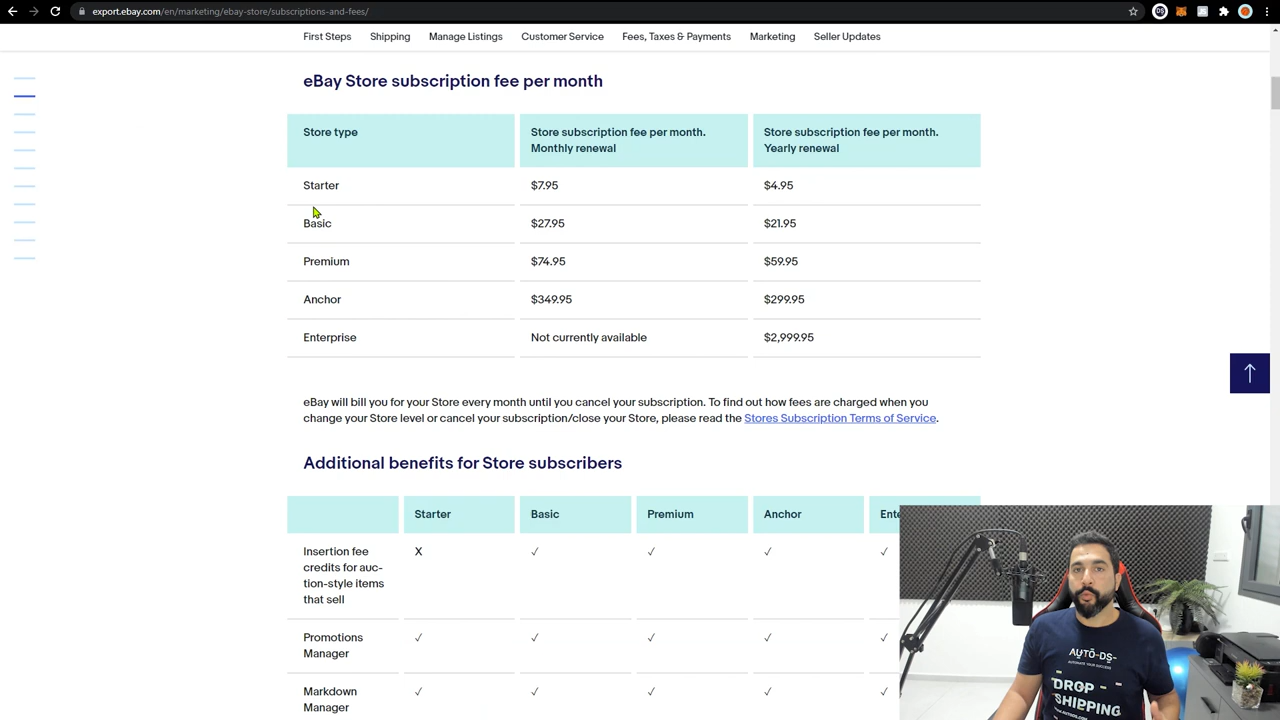 export.ebay.com/en/marketing/ebay-store/subscriptions-and-fees/
First Steps Shipping Manage Listings Customer Service Fees, Taxes & Payments Marketing Seller Updates
eBay Store subscription fee per month
Store type
Store subscription fee per month.
Monthly renewal
Store subscription fee per month.
Yearly renewal
Starter $7.95 $4.95
Basic $27.95 $21.95
Premium $74.95 $59.95
Anchor $349.95 $299.95
Enterprise Not currently available $2,999.95
eBay will bill you for your Store every month until you cancel your subscription. To find out how fees are charged when you
change your Store level or cancel your subscription/close your Store, please read the Stores Subscription Terms of Service.
Additional benefits for Store subscribers
Starter Basic Premium Anchor Ente
Insertion fee X ✓ ✓ ✓ ✓
credits for auc-
tion-style items
that sell
Promotions ✓ ✓ ✓ ✓ ✓
Manager
Markdown ✓ ✓ ✓ ✓ ✓
Manager
AUTO-DS-
AUTOMATE YOUR SUCCESS
DROP
SHIPPING